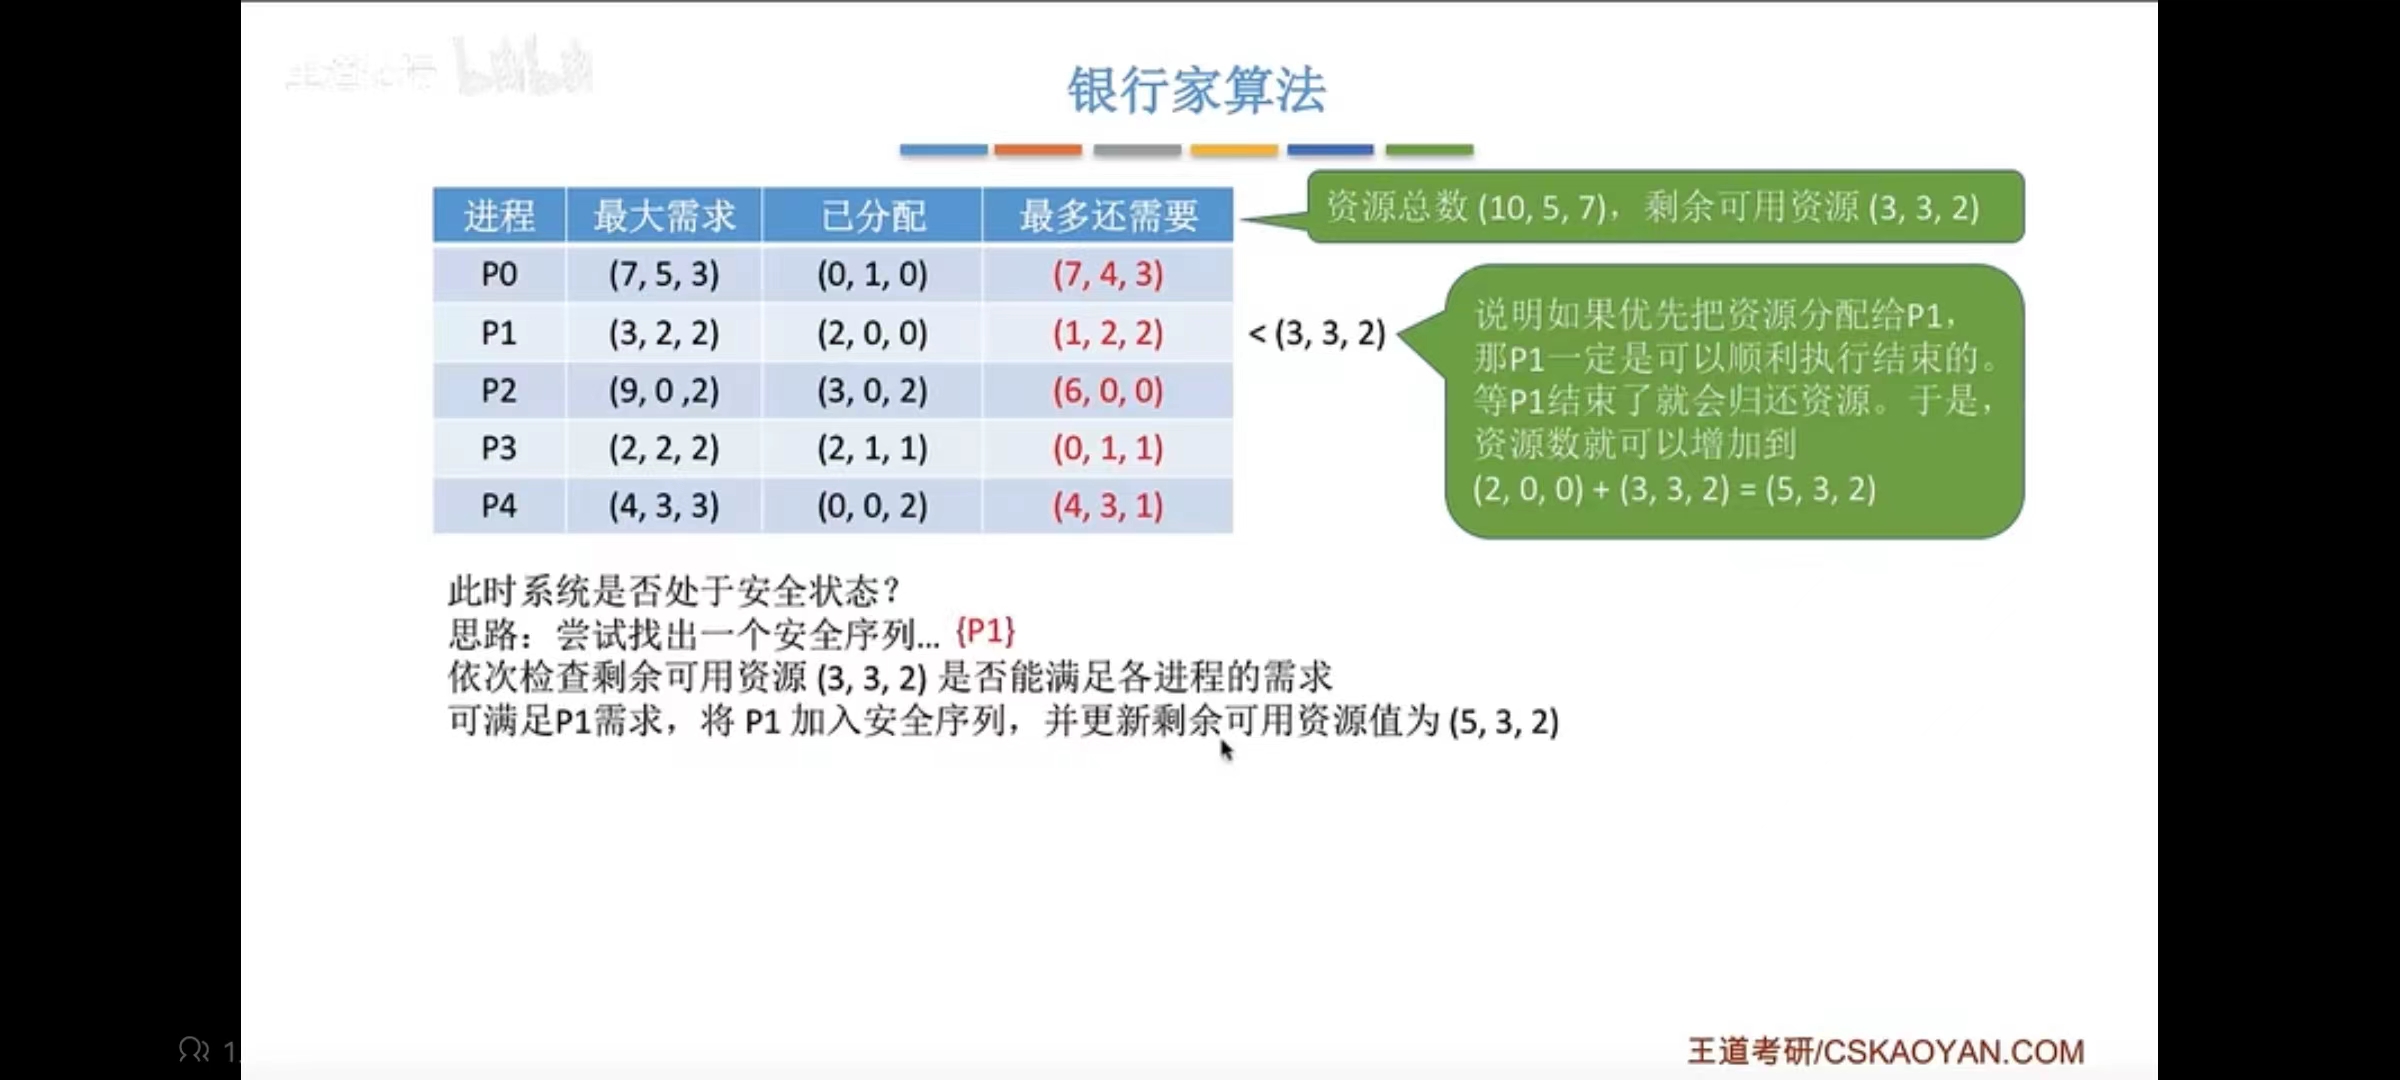 银行家算法
进程 最大需求 已分配 最多还需要
P0 (7, 5, 3) (0, 1, 0) (7, 4, 3)
P1 (3, 2, 2) (2, 0, 0) (1, 2, 2)
P2 (9, 0 ,2) (3, 0, 2) (6, 0, 0)
P3 (2, 2, 2) (2, 1, 1) (0, 1, 1)
P4 (4, 3, 3) (0, 0, 2) (4, 3, 1)
资源总数 (10, 5, 7)，剩余可用资源 (3, 3, 2)
< (3, 3, 2)
说明如果优先把资源分配给P1，
那P1一定是可以顺利执行结束的。
等P1结束了就会归还资源。于是，
资源数就可以增加到
(2, 0, 0) + (3, 3, 2) = (5, 3, 2)
此时系统是否处于安全状态？
思路：尝试找出一个安全序列... {P1}
依次检查剩余可用资源 (3, 3, 2) 是否能满足各进程的需求
可满足P1需求，将 P1 加入安全序列，并更新剩余可用资源值为 (5, 3, 2)
王道考研/CSKAOYAN.COM